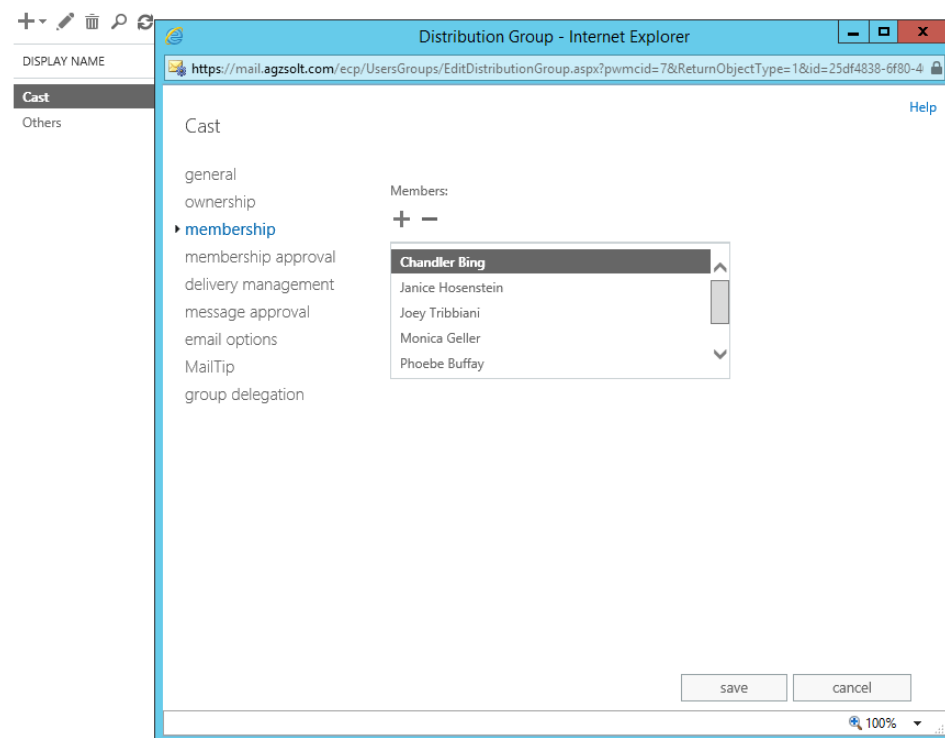 Distribution Group - Internet Explorer
https://mail.agzsolt.com/ecp/UsersGroups/EditDistributionGroup.aspx?pwmcid=7&ReturnObjectType=1&id=25df4838-6f80-4
DISPLAY NAME
Cast
Others
Help
Cast
general
ownership
membership
membership approval
delivery management
message approval
email options
MailTip
group delegation
Members:
Chandler Bing
Janice Hosenstein
Joey Tribbiani
Monica Geller
Phoebe Buffay
save
cancel
100%